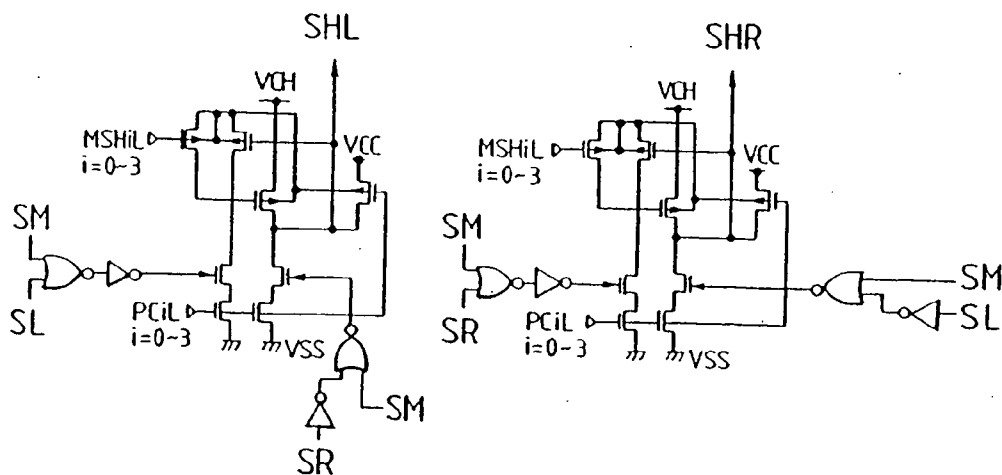 SHL
VCH
MSHiL
i=0~3
VCC
SM
SL
PCiL
i=0~3
VSS
SM
SR
SHR
VCH
MSHiL
i=0~3
VCC
SM
SR
PCiL
i=0~3
VSS
SM
SL